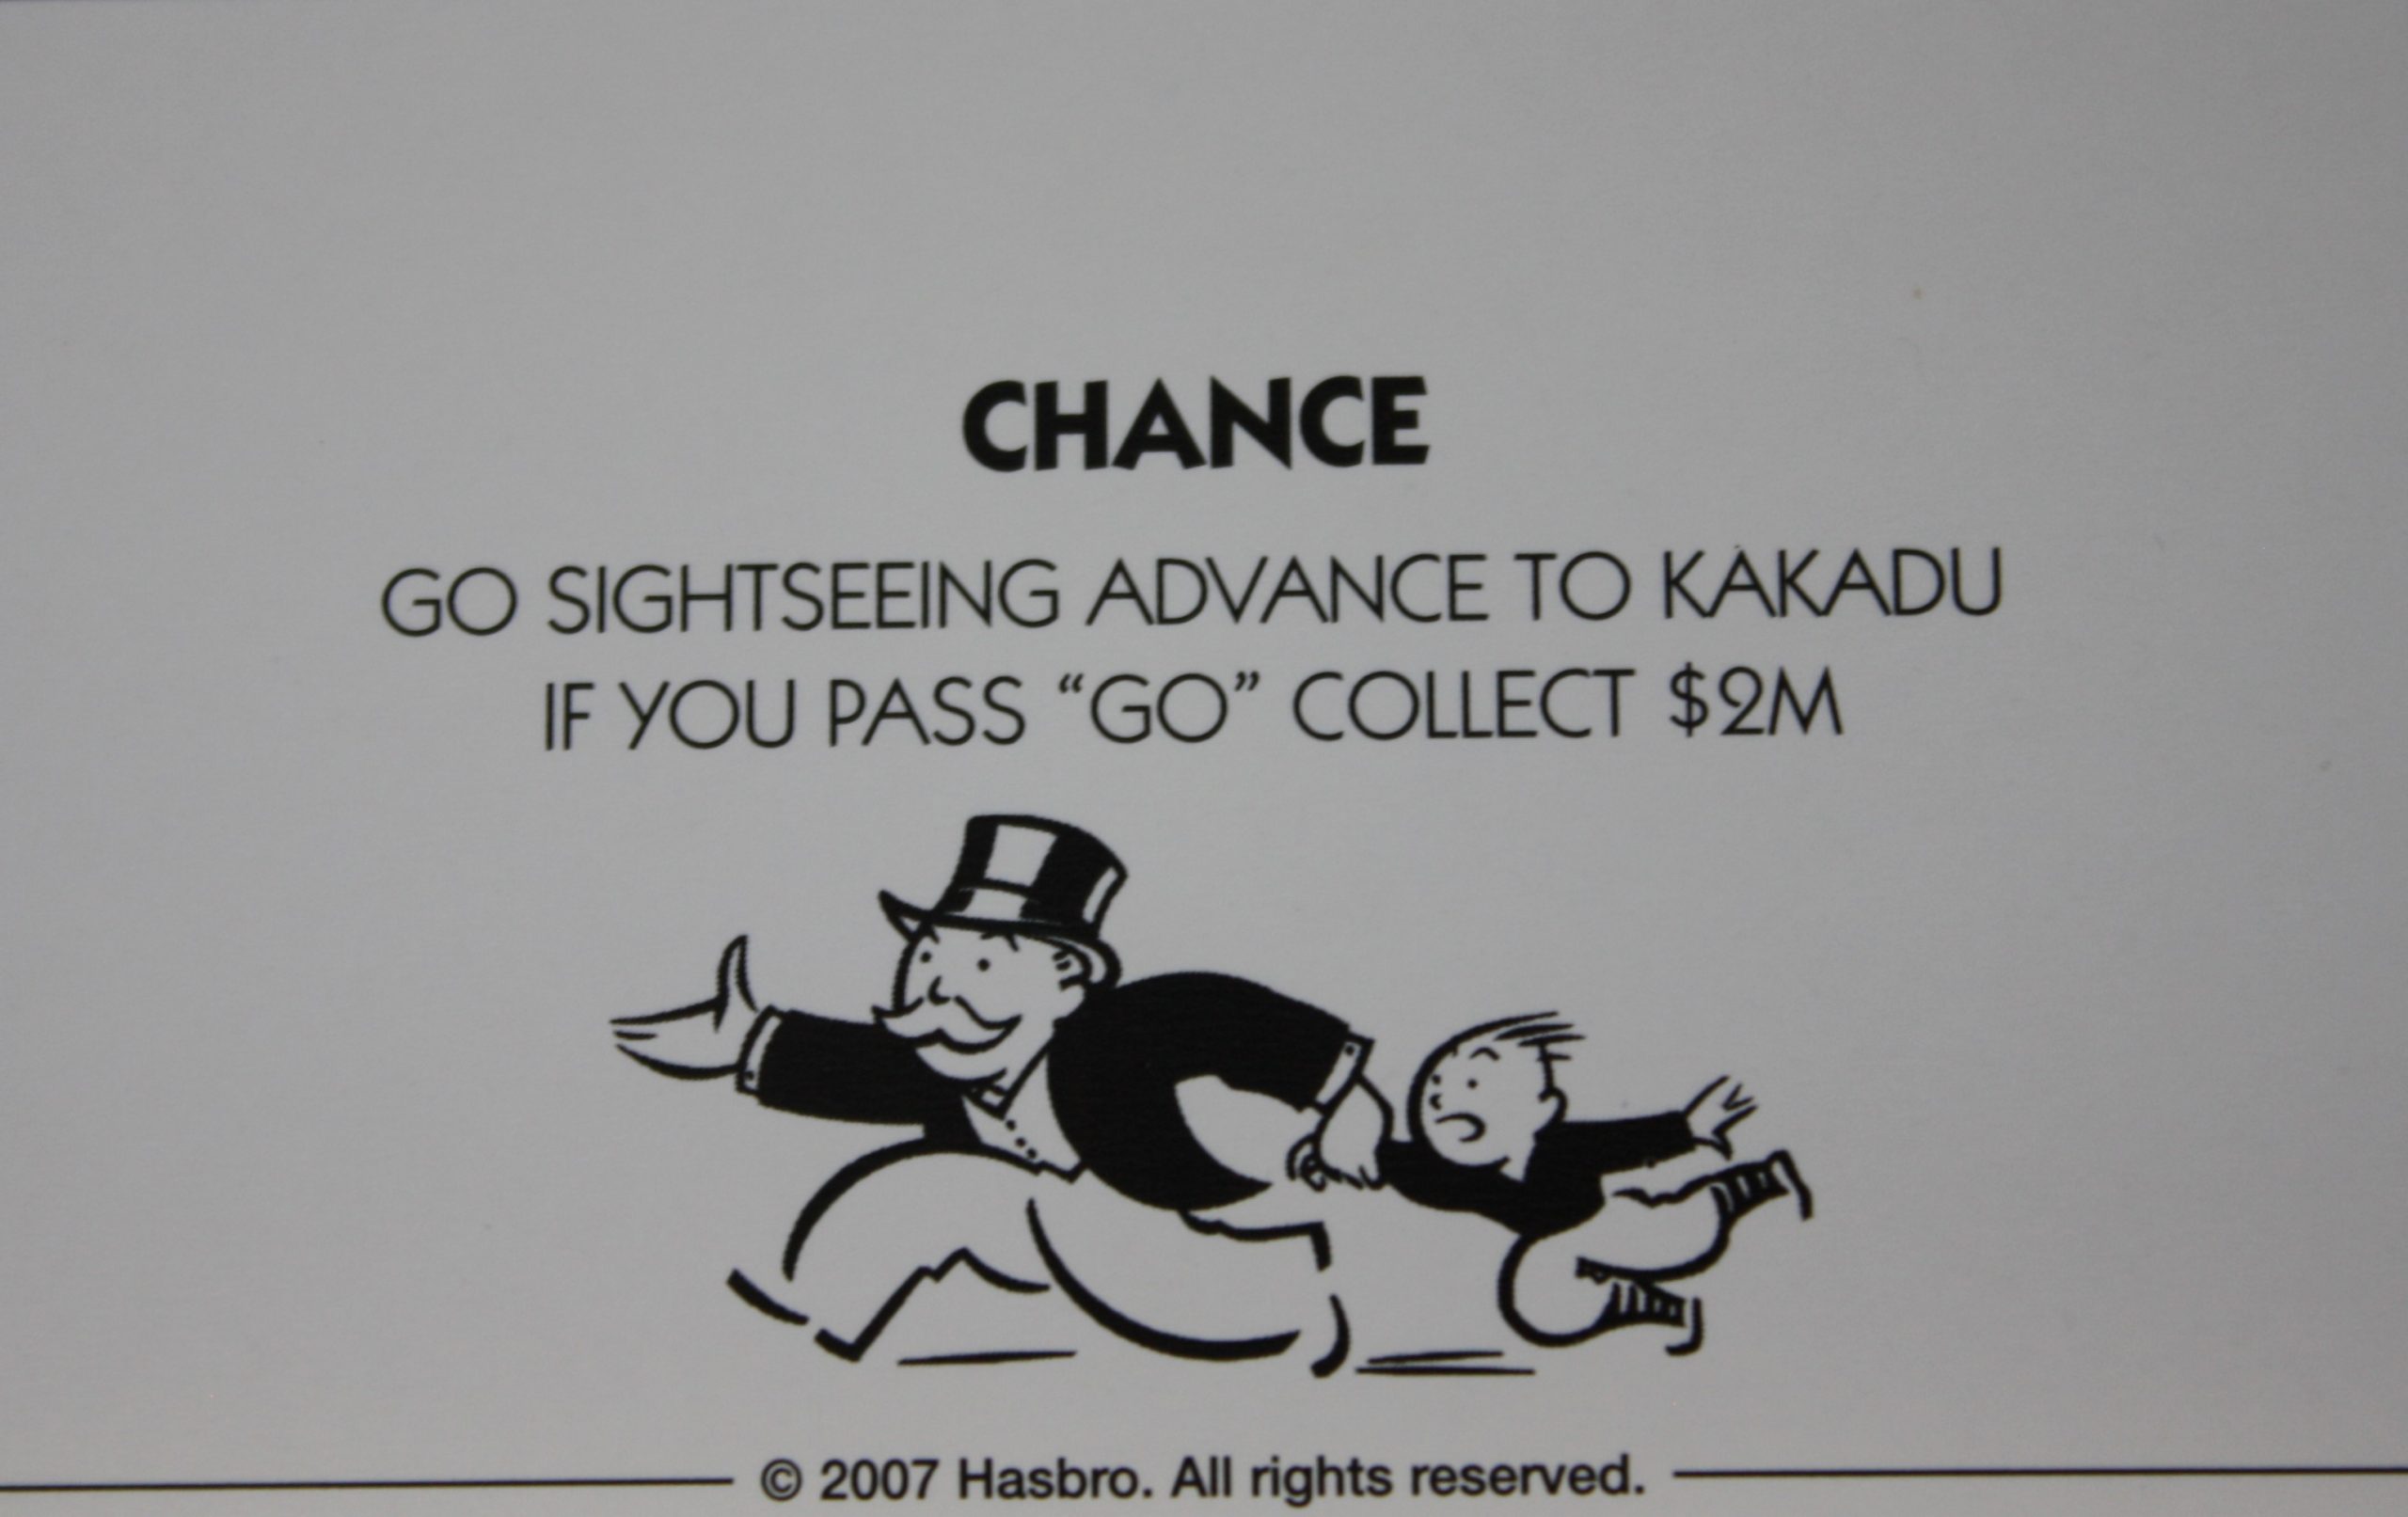 CHANCE
GO SIGHTSEEING ADVANCE TO KAKADU
IF YOU PASS “GO” COLLECT $2M
© 2007 Hasbro. All rights reserved.